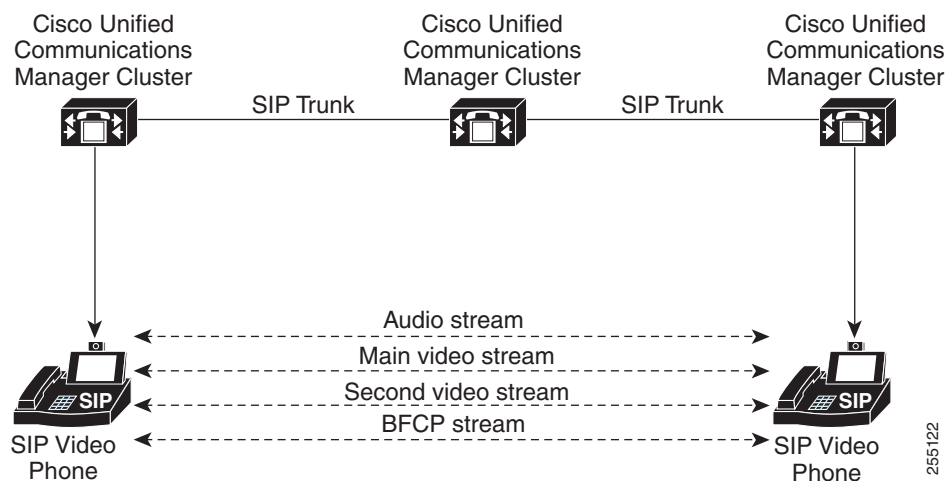 Cisco Unified
Communications
Manager Cluster
Cisco Unified
Communications
Manager Cluster
Cisco Unified
Communications
Manager Cluster
SIP Trunk
SIP Trunk
Audio stream
Main video stream
Second video stream
BFCP stream
SIP
SIP Video
Phone
SIP
SIP Video
Phone
255122